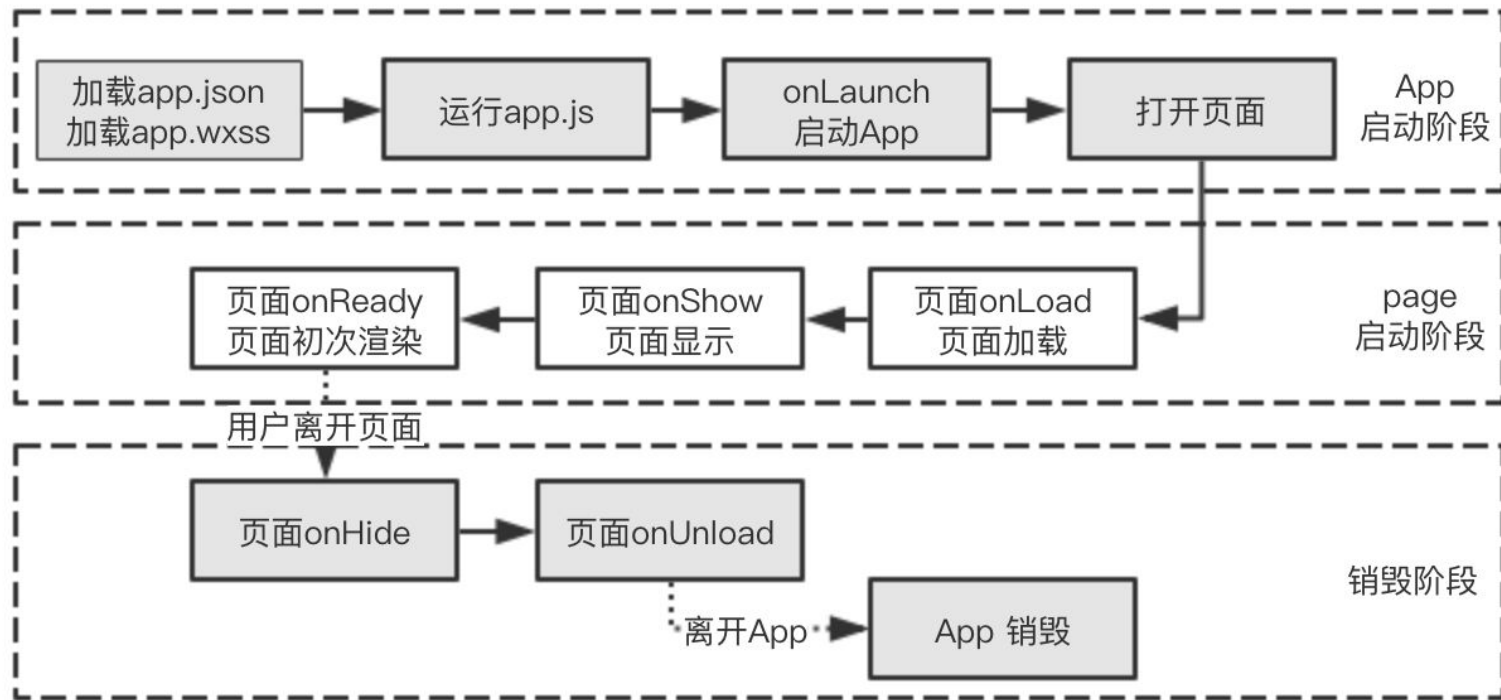 加载app.json
加载app.wxss
运行app.js
onLaunch
启动App
打开页面
App
启动阶段
页面onReady
页面初次渲染
页面onShow
页面显示
页面onLoad
页面加载
page
启动阶段
用户离开页面
页面onHide
页面onUnload
销毁阶段
离开App
App 销毁